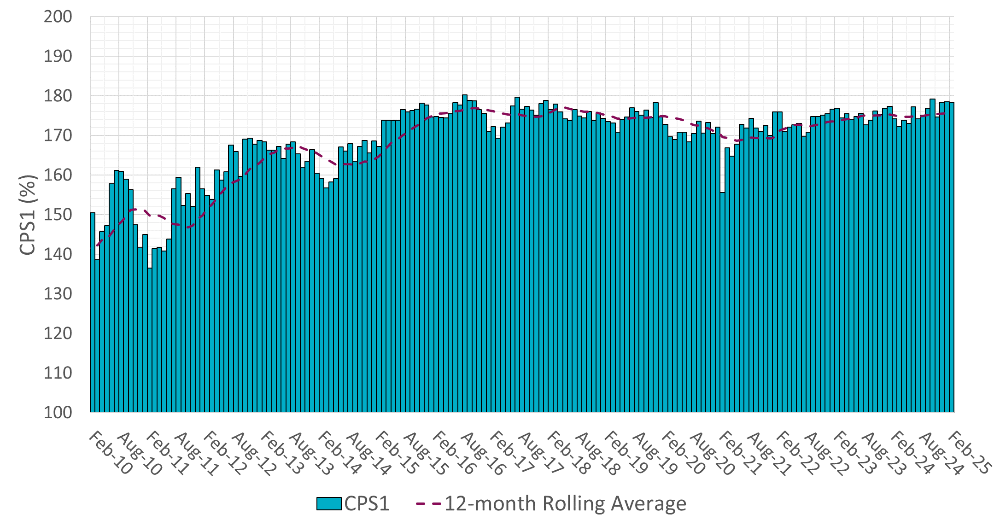 200
190
180
170
160
150
140
130
120
110
100
CPS1 (%)
Feb-10
Aug-10
Feb-11
Aug-11
Feb-12
Aug-12
Feb-13
Aug-13
Feb-14
Aug-14
Feb-15
Aug-15
Feb-16
Aug-16
Feb-17
Aug-17
Feb-18
Aug-18
Feb-19
Aug-19
Feb-20
Aug-20
Feb-21
Aug-21
Feb-22
Aug-22
Feb-23
Aug-23
Feb-24
Aug-24
Feb-25
CPS1
12-month Rolling Average